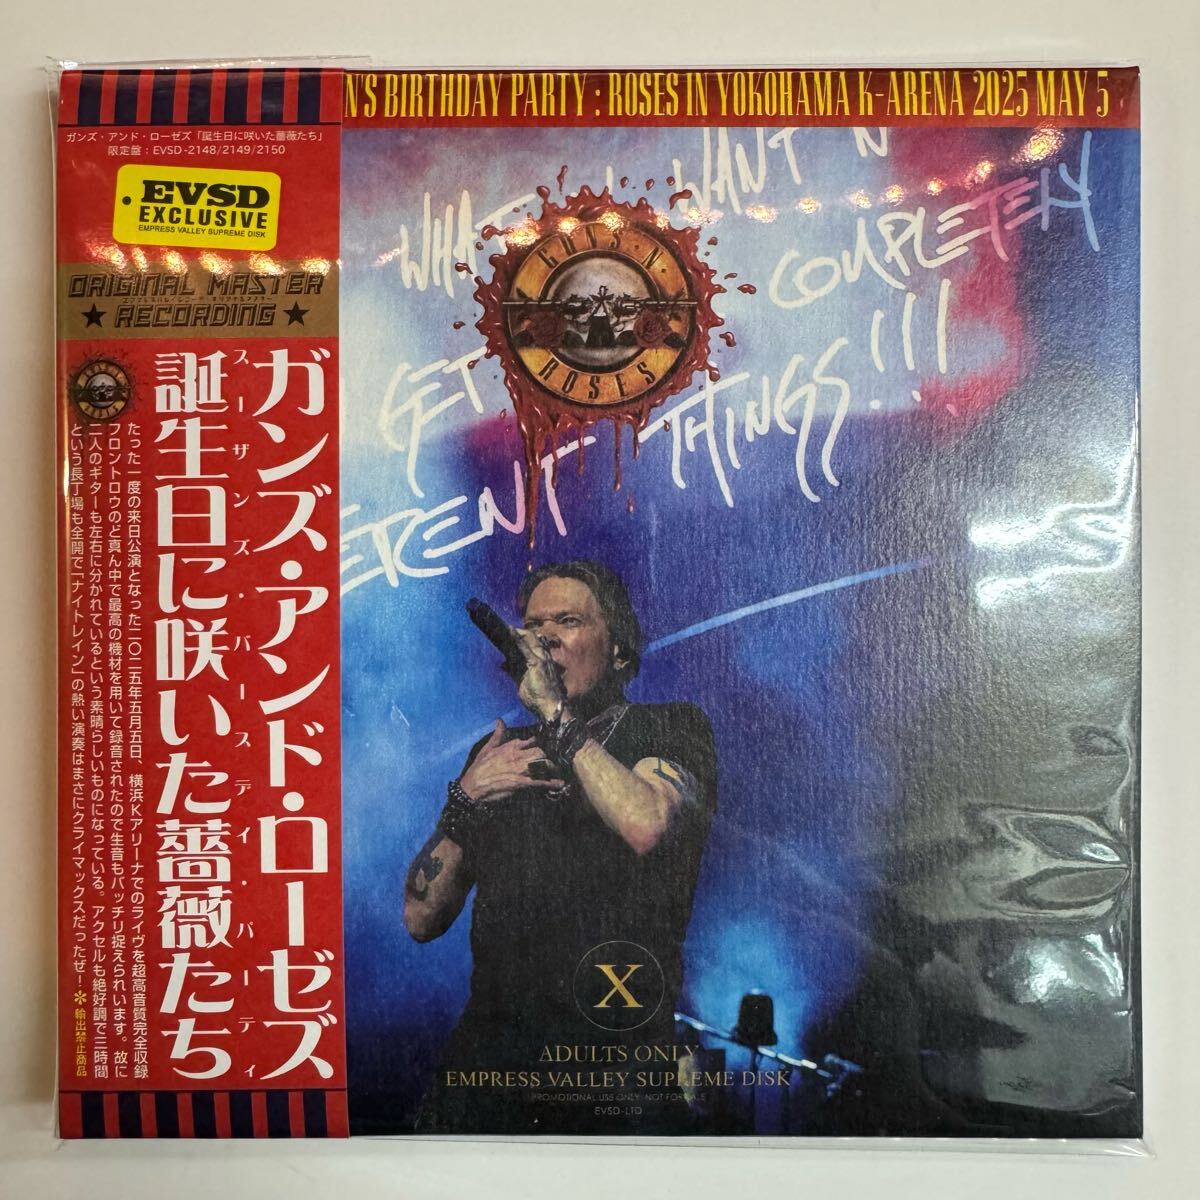 N'S BIRTHDAY PARTY : ROSES IN YOKOHAMA K-ARENA 2025 MAY 5
ガンズ・アンド・ローゼズ「誕生日に咲いた薔薇たち」
限定盤:EVSD-2148/2149/2150
EVSD
EXCLUSIVE
EMPRESS VALLEY SUPREME DISK
ORIGINAL MASTER
★ RECORDING ★
ガンズ・アンド・ローゼズ
誕生日に咲いた薔薇たち
スーザンズ・バースデイ・パーティ
たった一度の来日公演となった二〇二五年五月五日、横浜Kアリーナでのライヴを超高音質完全収録
フロントロウのど真ん中で最高の機材を用いて録音されたので生音もバッチリ捉えられいます。故に
二人のギターも左右に分かれているという素晴らしいものになっている。アクセルも絶好調で三時間
という長丁場も全開で「ナイトレイン」の熱い演奏はまさにクライマックスだったぜ!✽輸出禁止商品
WHAT I WANT N
COMPLETELY
GET
ERENT THINGS!!!
GUNS N'
ROSES
X
ADULTS ONLY
EMPRESS VALLEY SUPREME DISK
PROMOTIONAL USE ONLY. NOT FOR SALE
EVSD-LTD